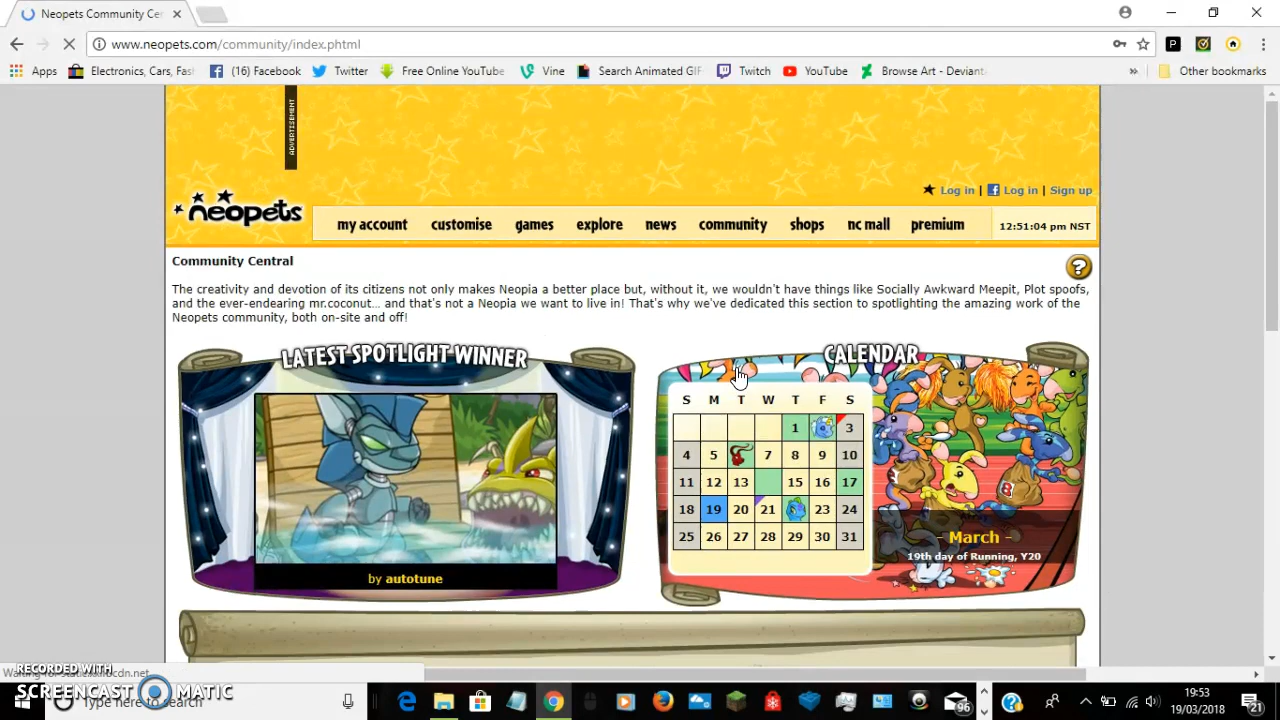 Neopets Community Cen
www.neopets.com/community/index.phtml
Apps
Electronics, Cars, Fas
(16) Facebook
Twitter
Free Online YouTube
Vine
Search Animated GIF
Twitch
YouTube
Browse Art - Deviant
»
Other bookmarks
ADVERTISEMENT
Log in | Log in | Sign up
neopets
my account
customise
games
explore
news
community
shops
nc mall
premium
12:51:04 pm NST
Community Central
The creativity and devotion of its citizens not only makes Neopia a better place but, without it, we wouldn't have things like Socially Awkward Meepit, Plot spoofs,
and the ever-endearing mr.coconut... and that's not a Neopia we want to live in! That's why we've dedicated this section to spotlighting the amazing work of the
Neopets community, both on-site and off!
LATEST SPOTLIGHT WINNER
by autotune
CALENDAR
S M T W T F S
1 3
4 5 7 8 9 10
11 12 13 15 16 17
18 19 20 21 23 24
25 26 27 28 29 30 31
- March -
19th day of Running, Y20
RECORDED WITH
SCREENCAST MATIC
Type here to search
96
19:53
19/03/2018
21